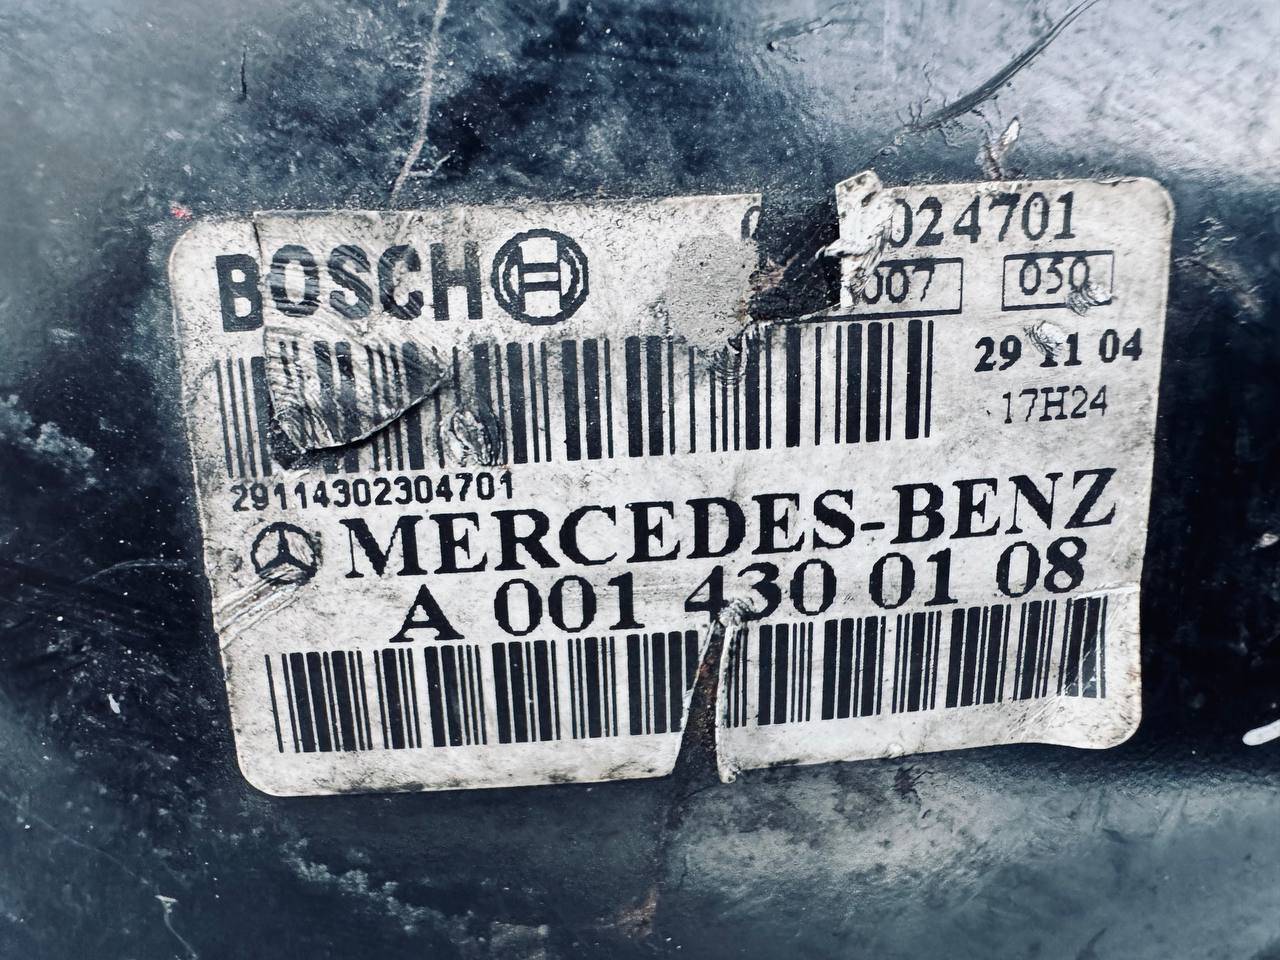 BOSCH
024701
007 050
29 11 04
17H24
29114302304701
MERCEDES-BENZ
A 001 430 01 08